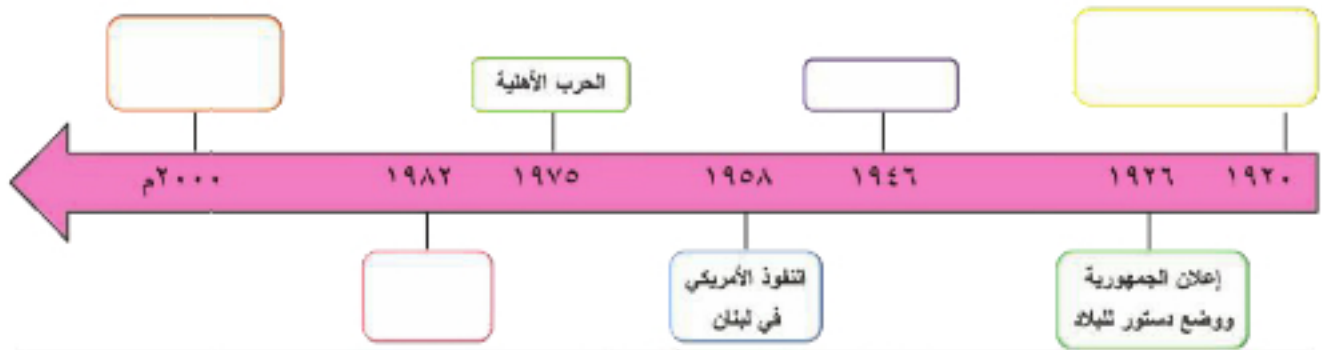 الحرب الأهلية
١٩٢٠
١٩٢٦
١٩٤٦
١٩٥٨
١٩٧٥
١٩٨٢
٢٠٠٠م
إعلان الجمهورية
ووضع دستور للبلاد
النفوذ الأمريكي
في لبنان